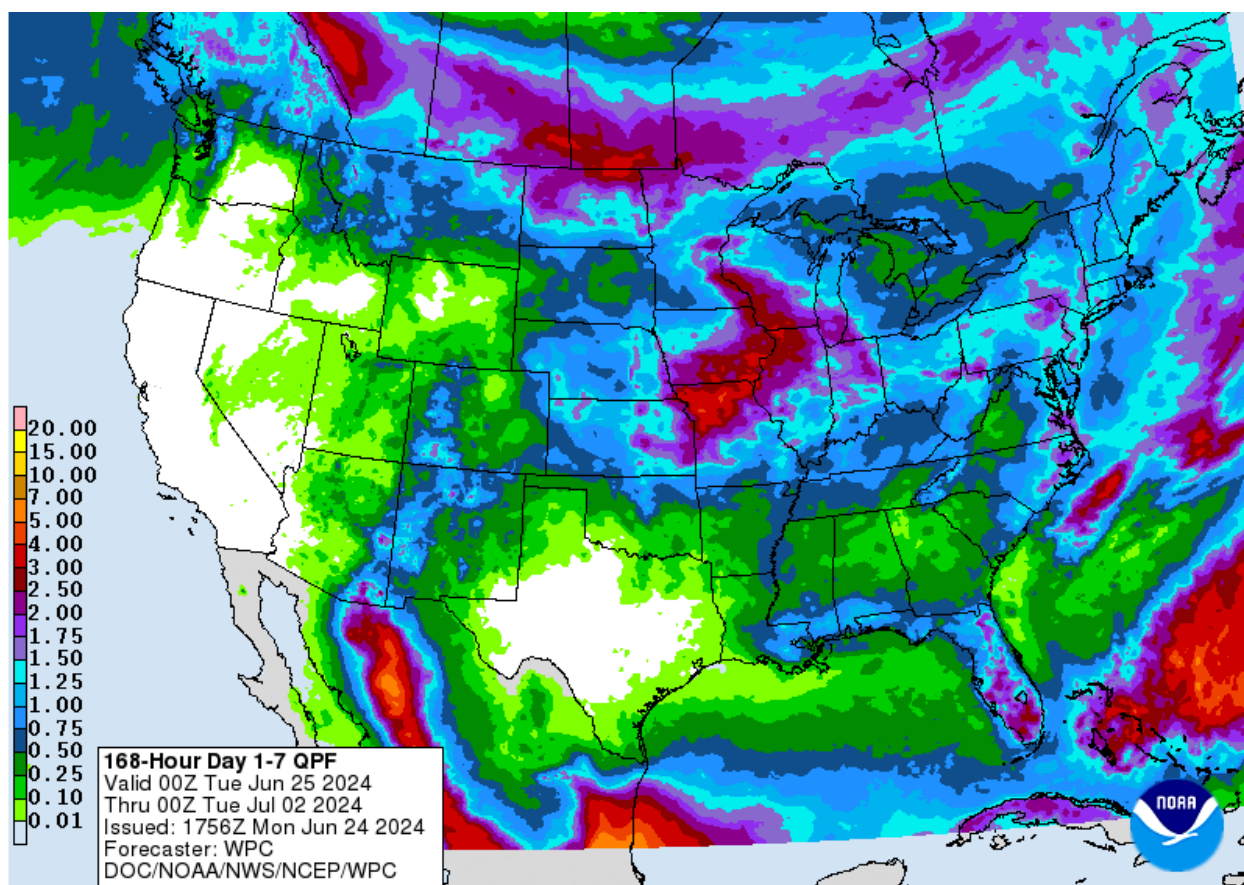 20.00
15.00
10.00
7.00
5.00
4.00
3.00
2.50
2.00
1.75
1.50
1.25
1.00
0.75
0.50
0.25
0.10
0.01
168-Hour Day 1-7 QPF
Valid 00Z Tue Jun 25 2024
Thru 00Z Tue Jul 02 2024
Issued: 1756Z Mon Jun 24 2024
Forecaster: WPC
DOC/NOAA/NWS/NCEP/WPC
NOAA